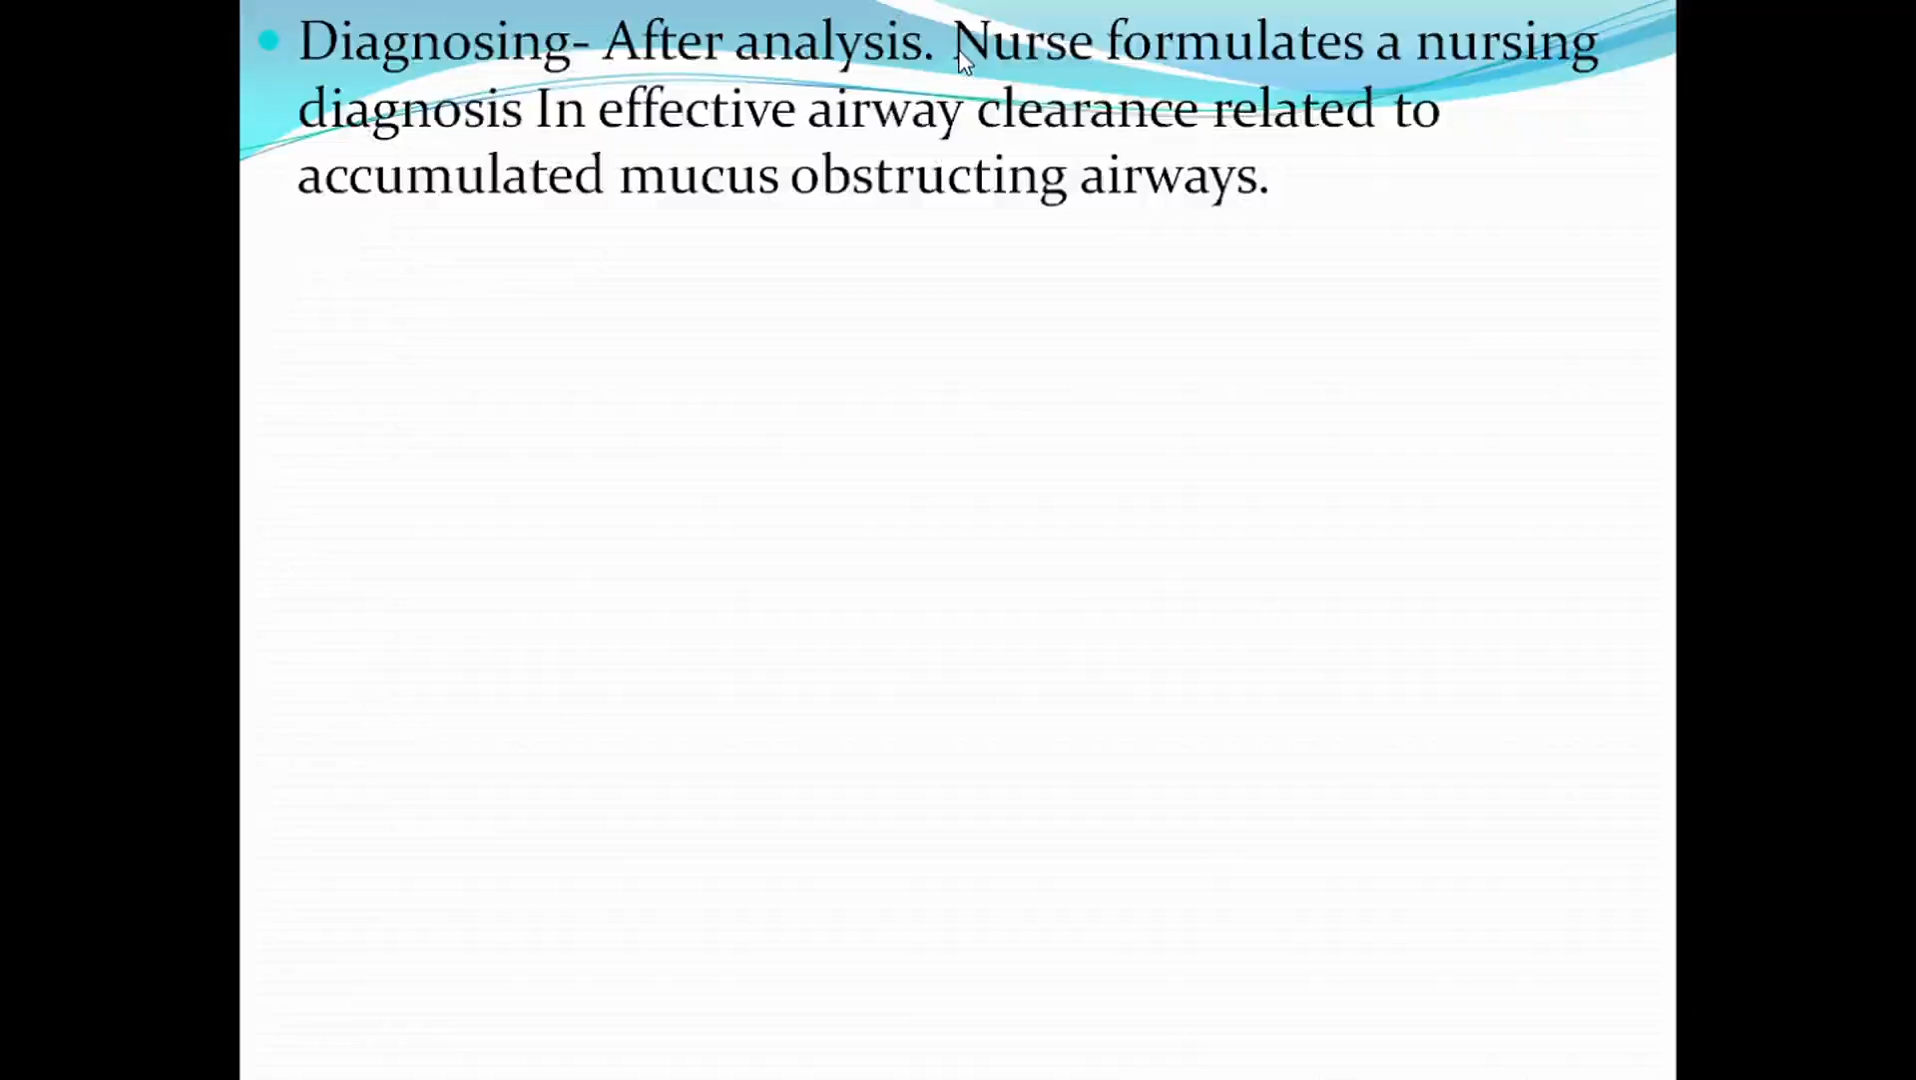 Diagnosing- After analysis. Nurse formulates a nursing
diagnosis In effective airway clearance related to
accumulated mucus obstructing airways.